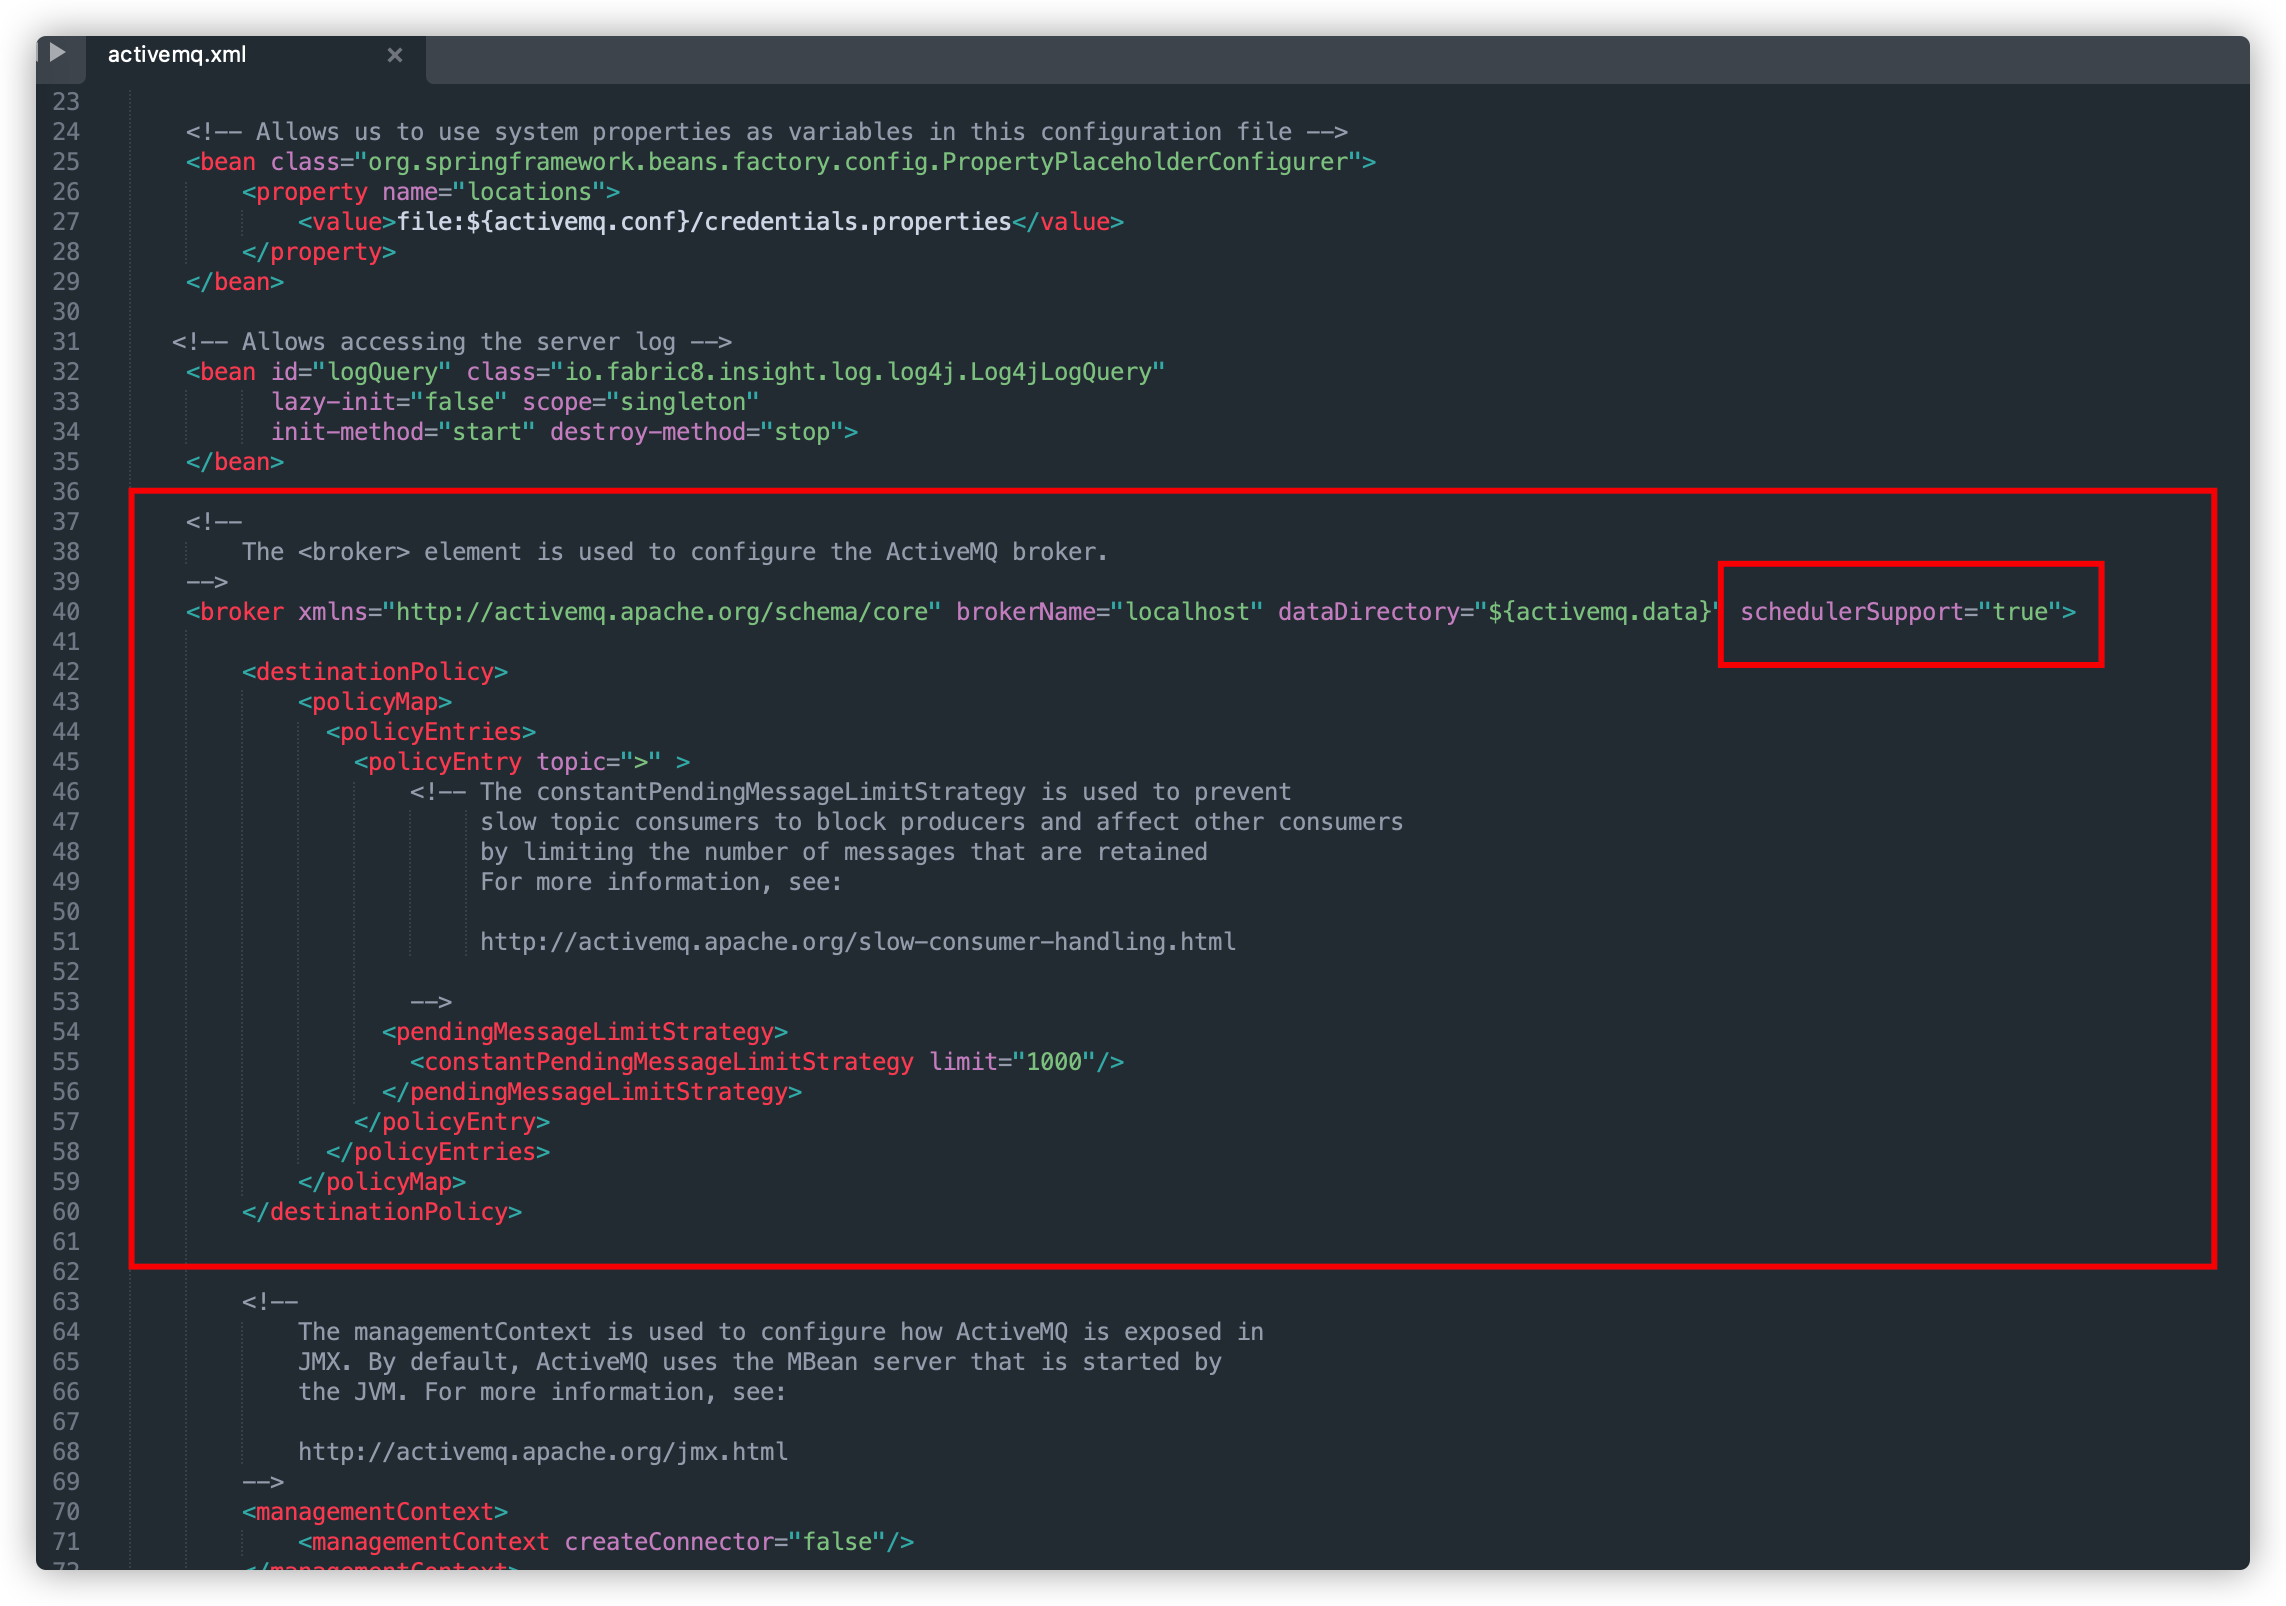 activemq.xml
23
24 <!-- Allows us to use system properties as variables in this configuration file -->
25 <bean class="org.springframework.beans.factory.config.PropertyPlaceholderConfigurer">
26 <property name="locations">
27 <value>file:${activemq.conf}/credentials.properties</value>
28 </property>
29 </bean>
30
31 <!-- Allows accessing the server log -->
32 <bean id="logQuery" class="io.fabric8.insight.log.log4j.Log4jLogQuery"
33 lazy-init="false" scope="singleton"
34 init-method="start" destroy-method="stop">
35 </bean>
36
37 <!--
38 The <broker> element is used to configure the ActiveMQ broker.
39 -->
40 <broker xmlns="http://activemq.apache.org/schema/core" brokerName="localhost" dataDirectory="${activemq.data}" schedulerSupport="true">
41
42 <destinationPolicy>
43 <policyMap>
44 <policyEntries>
45 <policyEntry topic=">" >
46 <!-- The constantPendingMessageLimitStrategy is used to prevent
47 slow topic consumers to block producers and affect other consumers
48 by limiting the number of messages that are retained
49 For more information, see:
50
51 http://activemq.apache.org/slow-consumer-handling.html
52
53 -->
54 <pendingMessageLimitStrategy>
55 <constantPendingMessageLimitStrategy limit="1000"/>
56 </pendingMessageLimitStrategy>
57 </policyEntry>
58 </policyEntries>
59 </policyMap>
60 </destinationPolicy>
61
62
63 <!--
64 The managementContext is used to configure how ActiveMQ is exposed in
65 JMX. By default, ActiveMQ uses the MBean server that is started by
66 the JVM. For more information, see:
67
68 http://activemq.apache.org/jmx.html
69 -->
70 <managementContext>
71 <managementContext createConnector="false"/>
72 </managementContext>